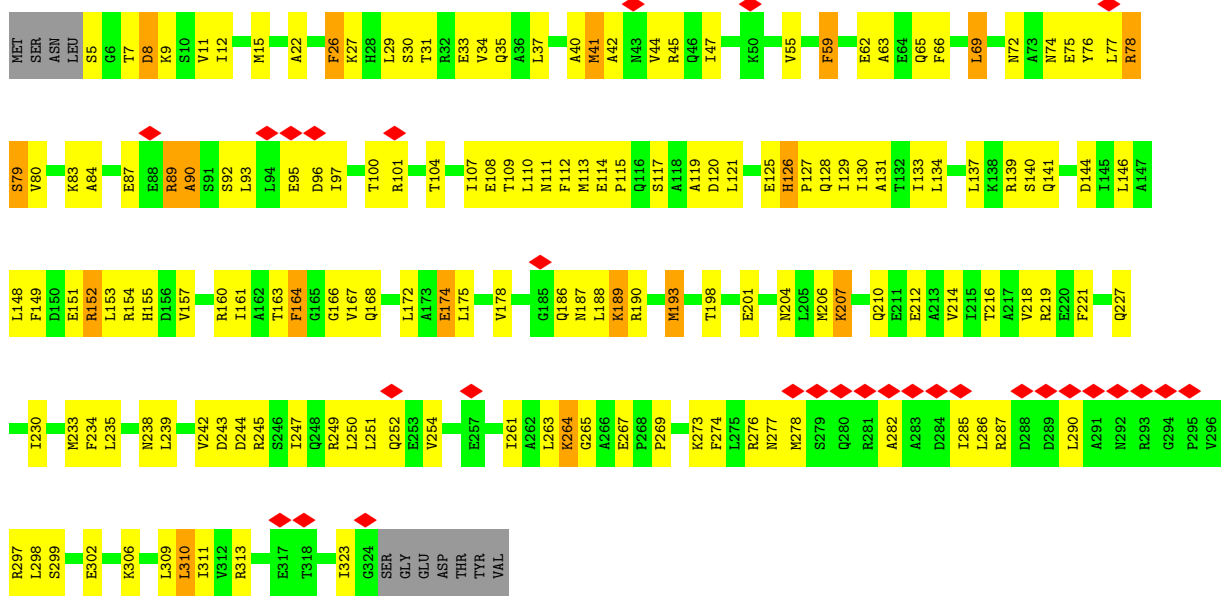 MET SER ASN LEU S5 G6 T7 D8 K9 S10 V11 I12 M15 A22 F26 K27 H28 L29 S30 T31 R32 E33 V34 Q35 A36 L37 A40 M41 A42 N43 V44 R45 Q46 I47 K50 V55 F59 E62 A63 E64 Q65 F66 L69 N72 A73 N74 E75 Y76 L77 R78
S79 V80 K83 A84 E87 E88 R89 A90 S91 S92 L93 L94 E95 D96 I97 T100 R101 T104 I107 E108 T109 L110 N111 F112 M113 E114 P115 Q116 S117 A118 A119 D120 L121 E125 H126 P127 Q128 I129 I130 A131 T132 I133 L134 L137 K138 R139 S140 Q141 D144 I145 L146 A147
L148 F149 D150 E151 R152 L153 R154 H155 D156 V157 R160 I161 A162 T163 F164 G165 G166 V167 Q168 L172 A173 E174 L175 V178 G185 Q186 N187 L188 K189 R190 M193 T198 E201 N204 L205 M206 K207 Q210 E211 E212 A213 V214 I215 T216 A217 V218 R219 E220 F221 Q227
I230 M233 F234 L235 N238 L239 V242 D243 D244 R245 S246 I247 Q248 R249 L250 L251 Q252 E253 V254 E257 I261 A262 L263 K264 G265 A266 E267 P268 P269 K273 F274 L275 R276 N277 M278 S279 Q280 R281 A282 A283 D284 I285 L286 R287 D288 D289 L290 A291 N292 R293 G294 P295 V296
R297 L298 S299 E302 K306 L309 L310 I311 V312 R313 E317 T318 I323 G324 SER GLY GLU ASP THR TYR VAL